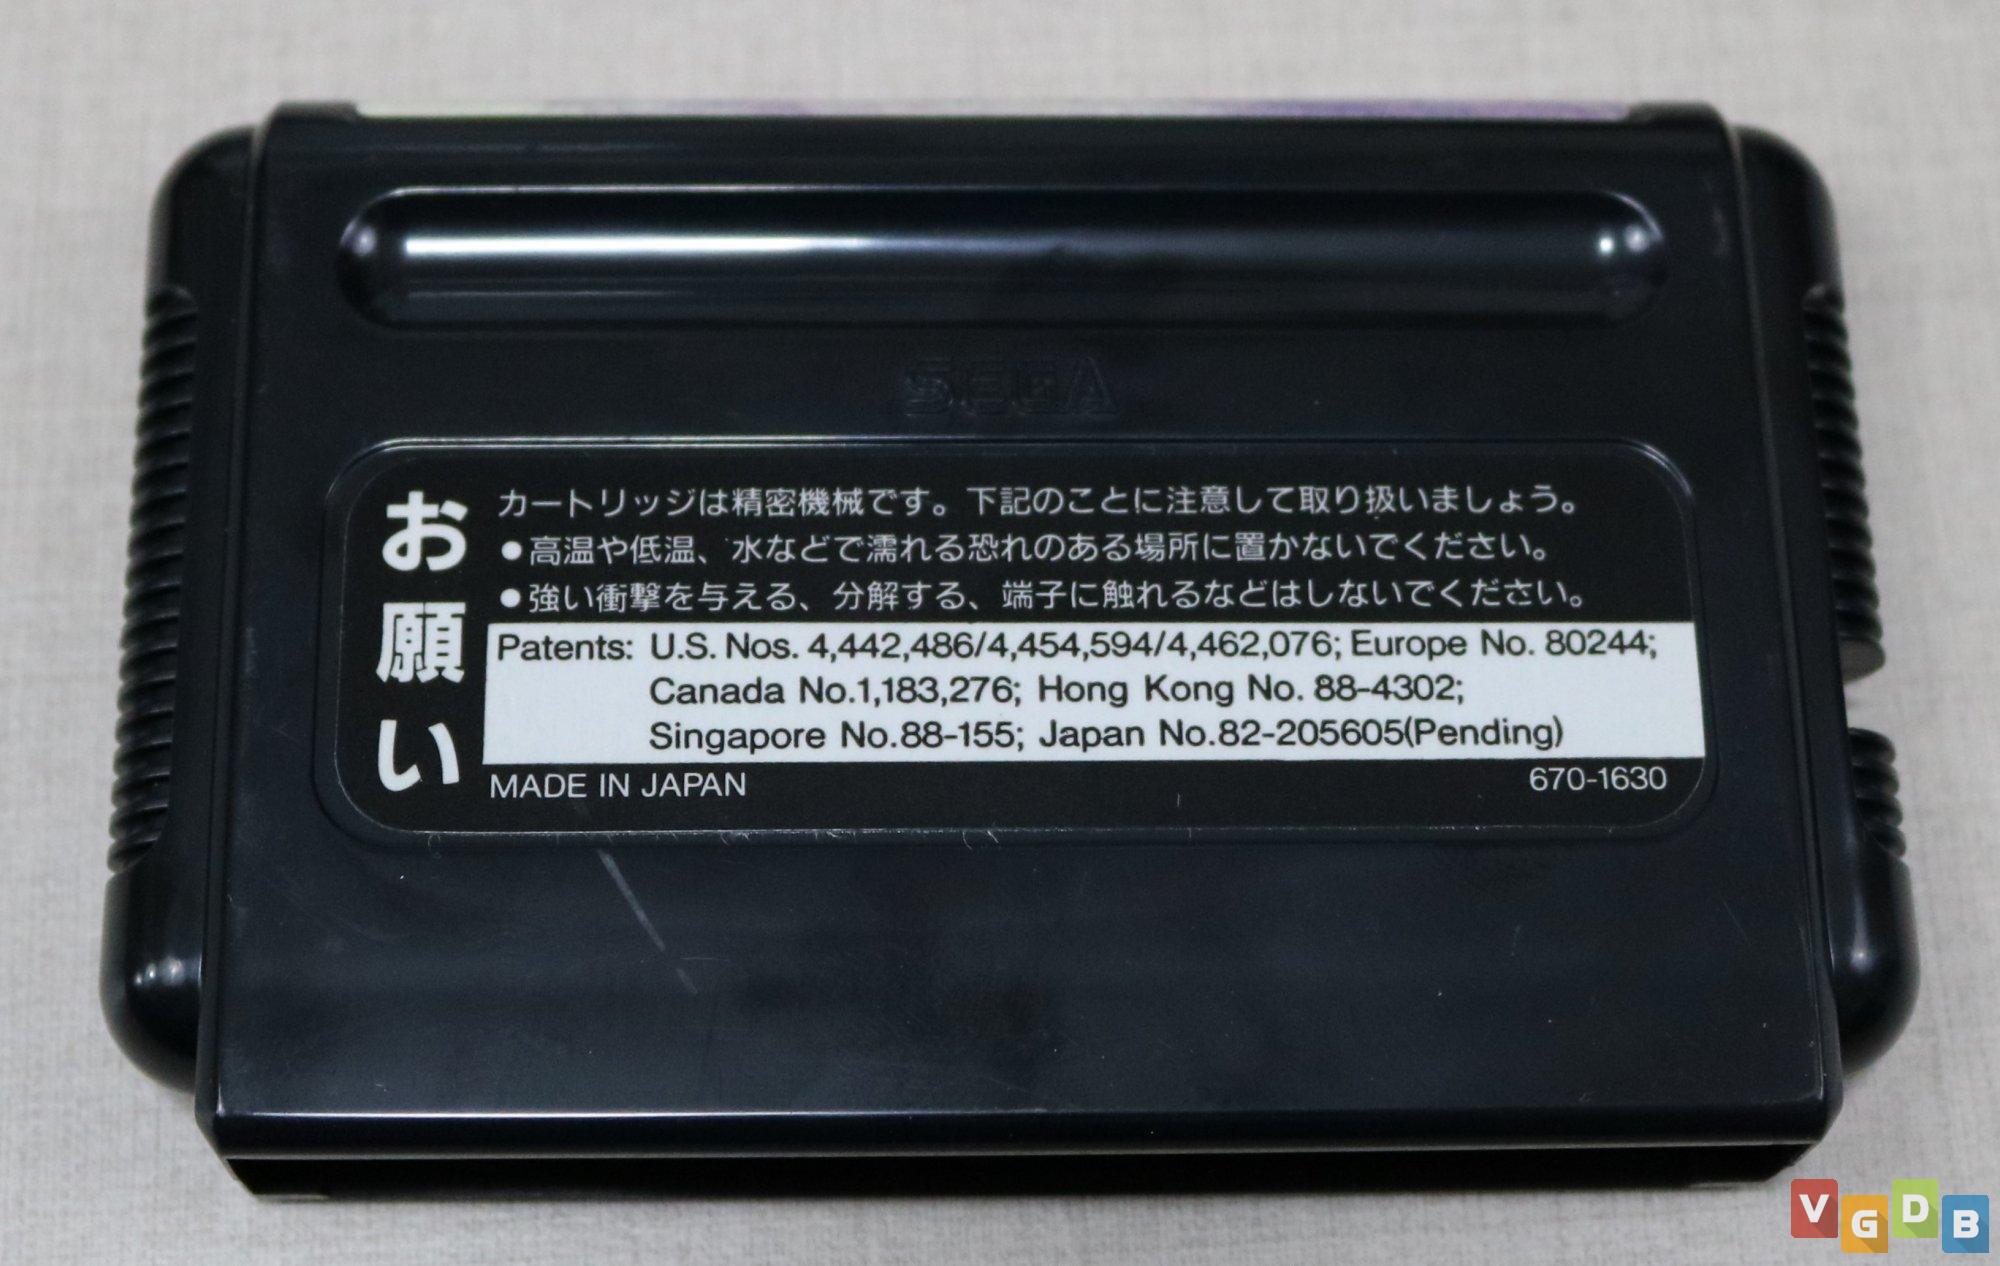 SEGA
お願い
カートリッジは精密機械です。下記のことに注意して取り扱いましょう。
●高温や低温、水などで濡れる恐れのある場所に置かないでください。
●強い衝撃を与える、分解する、端子に触れるなどはしないでください。
Patents: U.S. Nos. 4,442,486/4,454,594/4,462,076; Europe No. 80244;
Canada No.1,183,276; Hong Kong No. 88-4302;
Singapore No.88-155; Japan No.82-205605(Pending)
MADE IN JAPAN
670-1630
VGDB